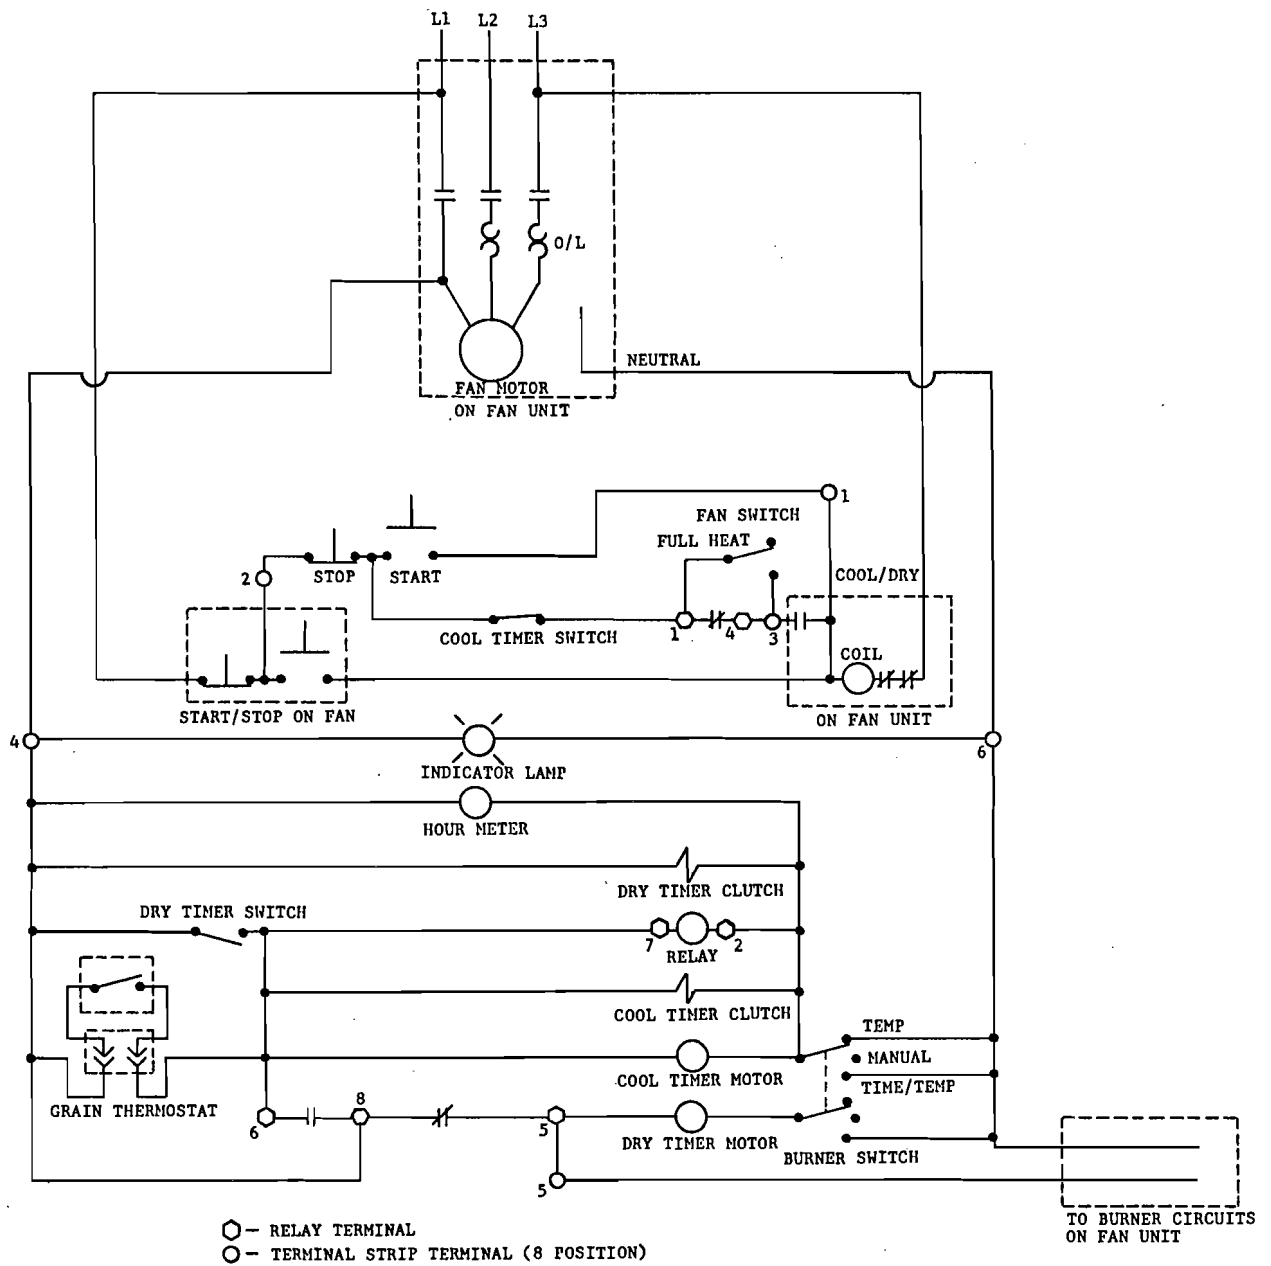 L1 L2 L3
O/L
NEUTRAL
FAN MOTOR
ON FAN UNIT
1
FAN SWITCH
FULL HEAT
2
STOP
START
COOL/DRY
COOL TIMER SWITCH
1
4
3
COIL
START/STOP ON FAN
ON FAN UNIT
4
6
INDICATOR LAMP
HOUR METER
DRY TIMER CLUTCH
DRY TIMER SWITCH
7
2
RELAY
COOL TIMER CLUTCH
TEMP
MANUAL
COOL TIMER MOTOR
TIME/TEMP
GRAIN THERMOSTAT
8
6
5
DRY TIMER MOTOR
BURNER SWITCH
5
TO BURNER CIRCUITS
ON FAN UNIT
- RELAY TERMINAL
- TERMINAL STRIP TERMINAL (8 POSITION)